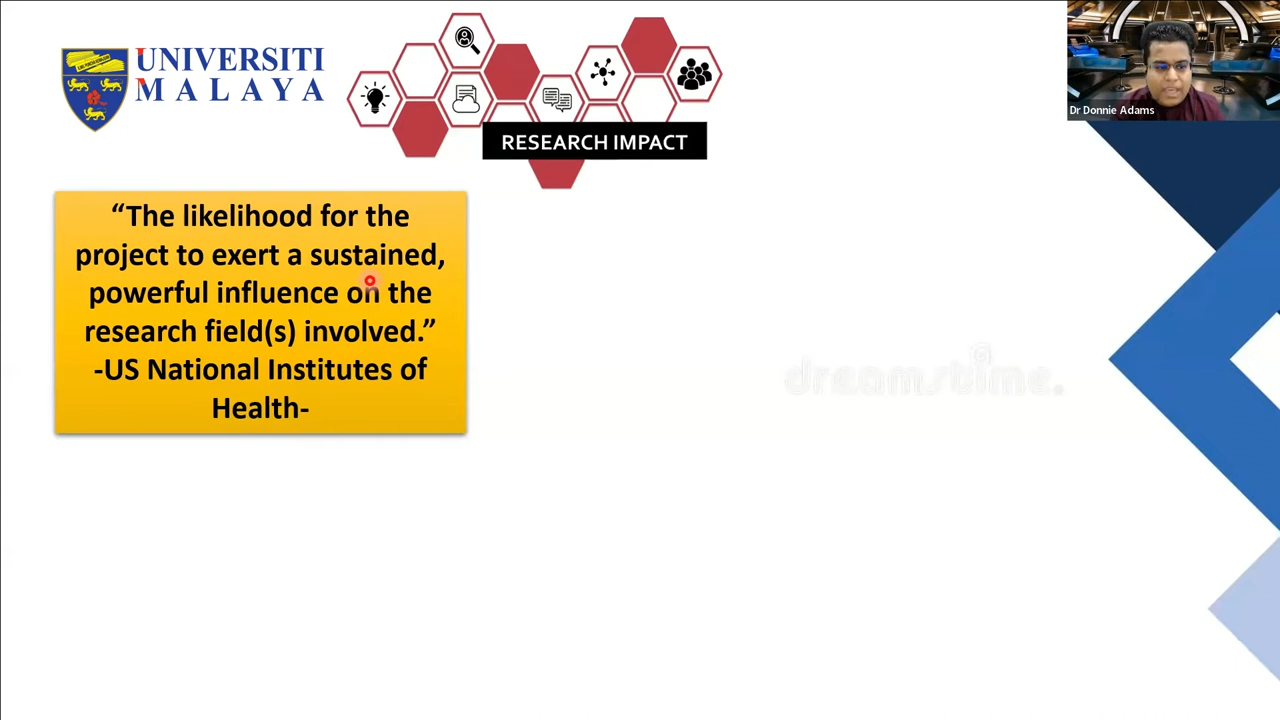 UNIVERSITI
MALAYA
RESEARCH IMPACT
Dr Donnie Adams
“The likelihood for the
project to exert a sustained,
powerful influence on the
research field(s) involved.”
-US National Institutes of
Health-
dreamstime.